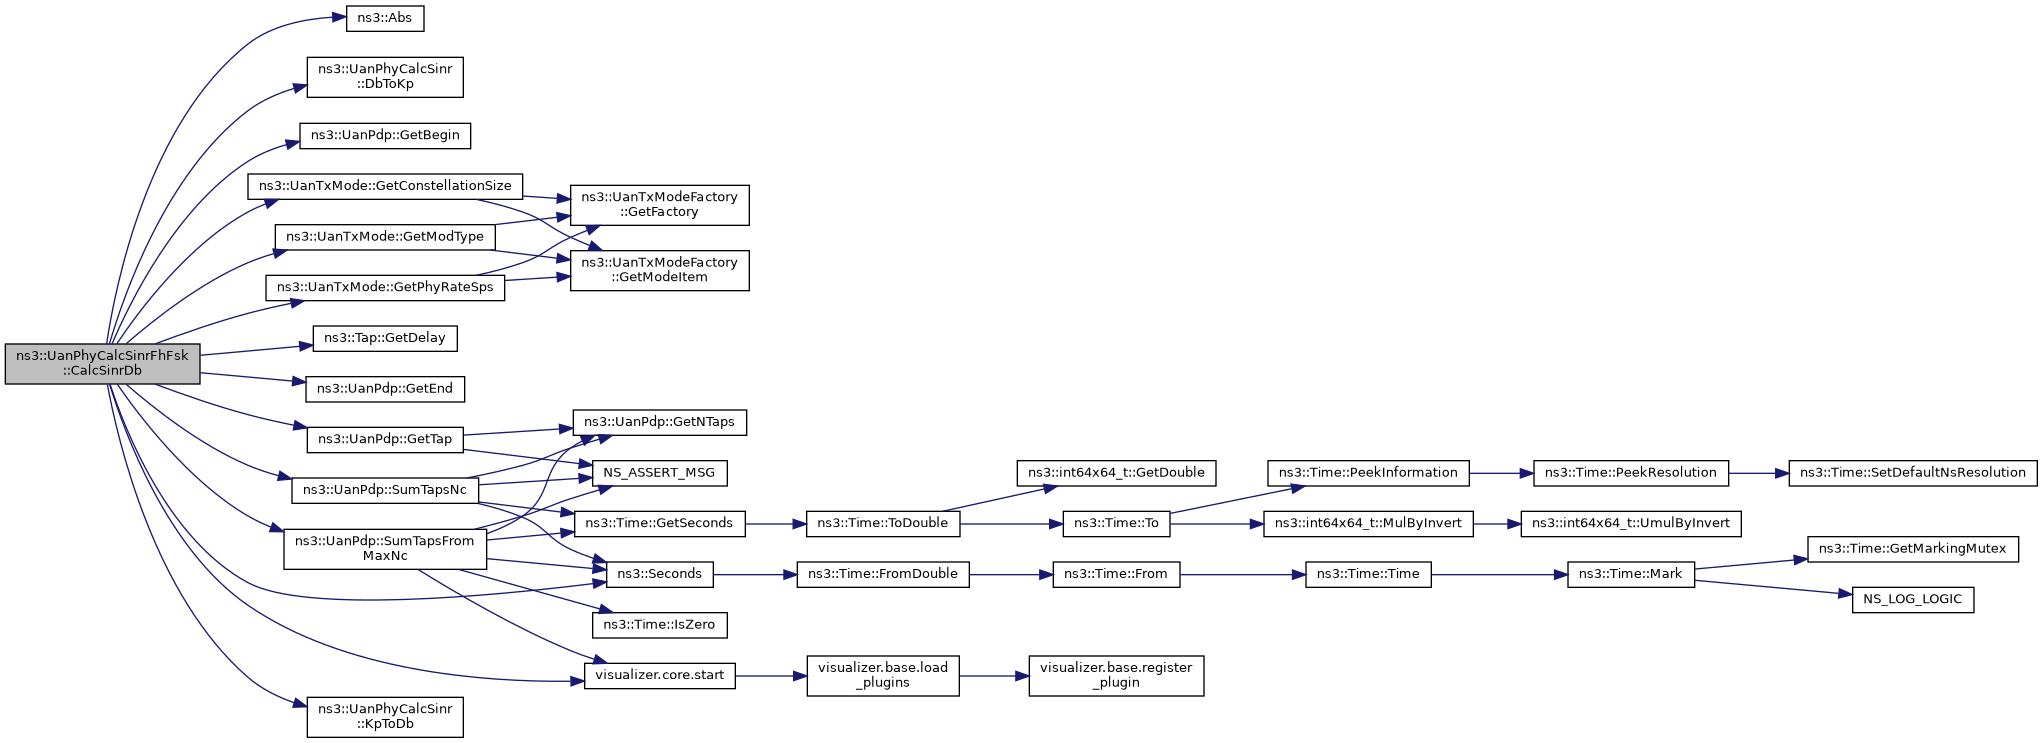 ns3::UanPhyCalcSinrFhFsk
::CalcSinrDb
ns3::Abs
ns3::UanPhyCalcSinr
::DbToKp
ns3::UanPdp::GetBegin
ns3::UanTxMode::GetConstellationSize
ns3::UanTxModeFactory
::GetFactory
ns3::UanTxMode::GetModType
ns3::UanTxModeFactory
::GetModeItem
ns3::UanTxMode::GetPhyRateSps
ns3::Tap::GetDelay
ns3::UanPdp::GetEnd
ns3::UanPdp::GetTap
ns3::UanPdp::GetNTaps
NS_ASSERT_MSG
ns3::UanPdp::SumTapsNc
ns3::Time::GetSeconds
ns3::Time::ToDouble
ns3::int64x64_t::GetDouble
ns3::Time::To
ns3::Time::PeekInformation
ns3::Time::PeekResolution
ns3::Time::SetDefaultNsResolution
ns3::int64x64_t::MulByInvert
ns3::int64x64_t::UmulByInvert
ns3::UanPdp::SumTapsFrom
MaxNc
ns3::Seconds
ns3::Time::FromDouble
ns3::Time::From
ns3::Time::Time
ns3::Time::Mark
ns3::Time::GetMarkingMutex
NS_LOG_LOGIC
ns3::Time::IsZero
visualizer.core.start
visualizer.base.load
_plugins
visualizer.base.register
_plugin
ns3::UanPhyCalcSinr
::KpToDb